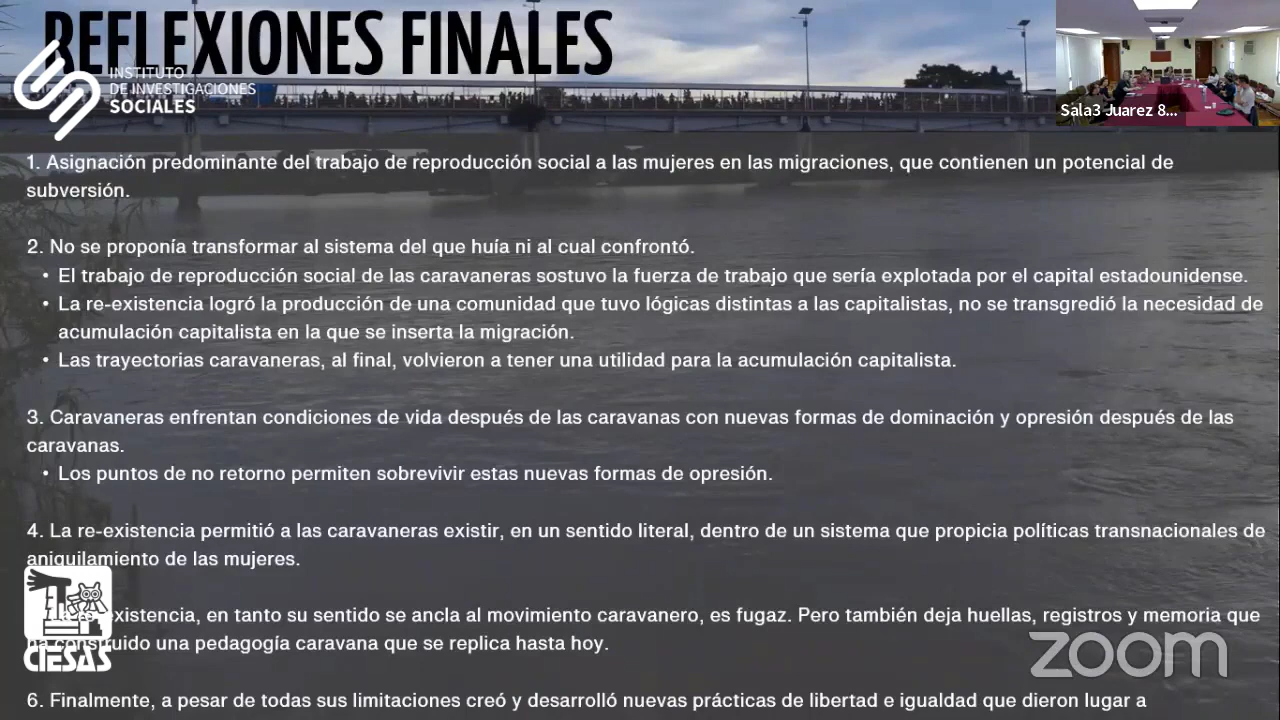 REFLEXIONES FINALES
INSTITUTO
DE INVESTIGACIONES
SOCIALES
Sala3 Juarez 8...
1. Asignación predominante del trabajo de reproducción social a las mujeres en las migraciones, que contienen un potencial de
subversión.
2. No se proponía transformar al sistema del que huía ni al cual confrontó.
• El trabajo de reproducción social de las caravaneras sostuvo la fuerza de trabajo que sería explotada por el capital estadounidense.
• La re-existencia logró la producción de una comunidad que tuvo lógicas distintas a las capitalistas, no se transgredió la necesidad de
acumulación capitalista en la que se inserta la migración.
• Las trayectorias caravaneras, al final, volvieron a tener una utilidad para la acumulación capitalista.
3. Caravaneras enfrentan condiciones de vida después de las caravanas con nuevas formas de dominación y opresión después de las
caravanas.
• Los puntos de no retorno permiten sobrevivir estas nuevas formas de opresión.
4. La re-existencia permitió a las caravaneras existir, en un sentido literal, dentro de un sistema que propicia políticas transnacionales de
aniquilamiento de las mujeres.
re-existencia, en tanto su sentido se ancla al movimiento caravanero, es fugaz. Pero también deja huellas, registros y memoria que
ha construido una pedagogía caravana que se replica hasta hoy.
CIESAS
zoom
6. Finalmente, a pesar de todas sus limitaciones creó y desarrolló nuevas prácticas de libertad e igualdad que dieron lugar a